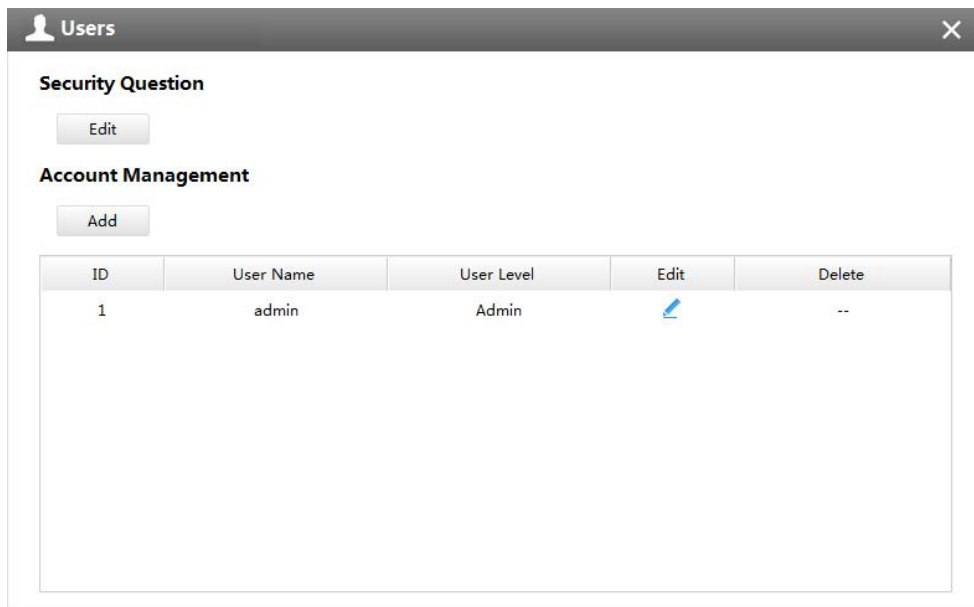 Users
Security Question
Edit
Account Management
Add
ID User Name User Level Edit Delete
1 admin Admin --